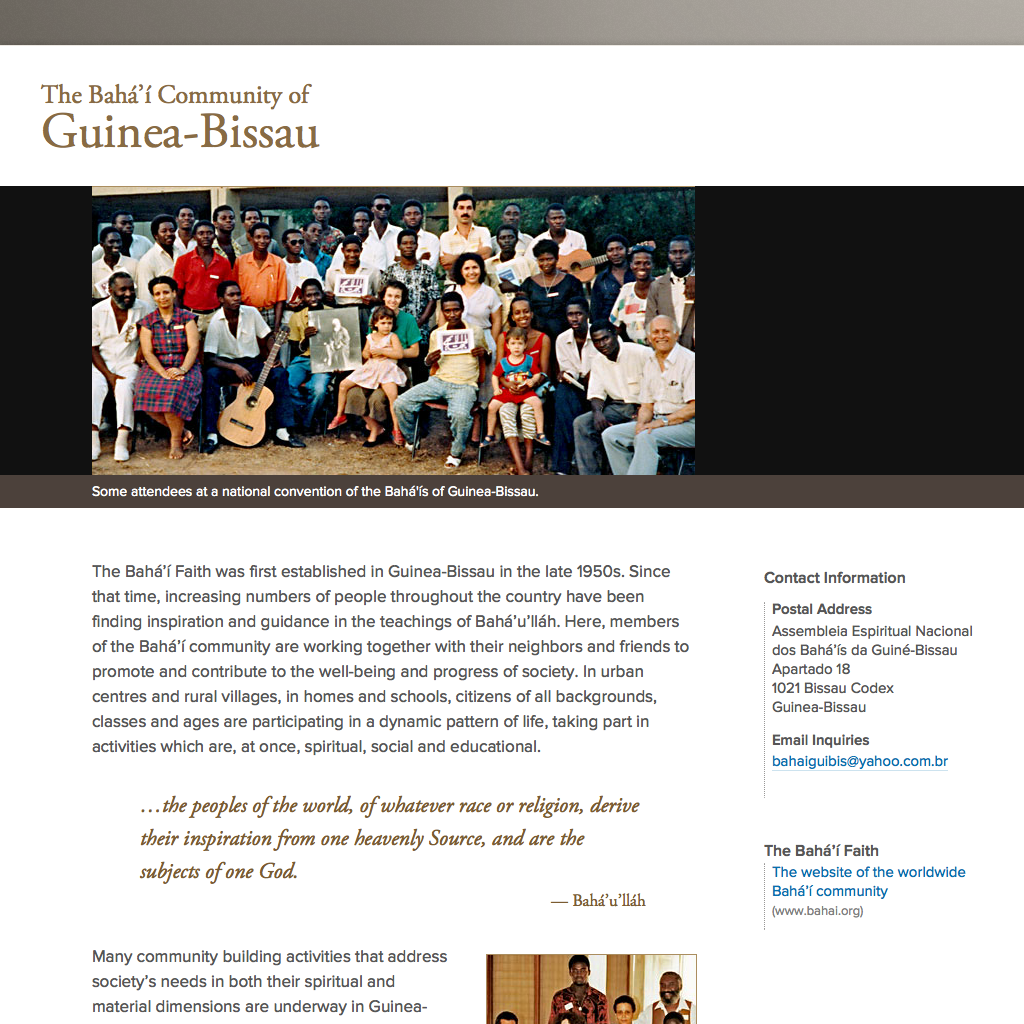 The Bahá’í Community of
Guinea-Bissau
Some attendees at a national convention of the Bahá'ís of Guinea-Bissau.
The Bahá’í Faith was first established in Guinea-Bissau in the late 1950s. Since
that time, increasing numbers of people throughout the country have been
finding inspiration and guidance in the teachings of Bahá’u’lláh. Here, members
of the Bahá’í community are working together with their neighbors and friends to
promote and contribute to the well-being and progress of society. In urban
centres and rural villages, in homes and schools, citizens of all backgrounds,
classes and ages are participating in a dynamic pattern of life, taking part in
activities which are, at once, spiritual, social and educational.
…the peoples of the world, of whatever race or religion, derive
their inspiration from one heavenly Source, and are the
subjects of one God.
— Bahá’u’lláh
Many community building activities that address
society’s needs in both their spiritual and
material dimensions are underway in Guinea-
Contact Information
Postal Address
Assembleia Espiritual Nacional
dos Bahá’ís da Guiné-Bissau
Apartado 18
1021 Bissau Codex
Guinea-Bissau
Email Inquiries
bahaiguibis@yahoo.com.br
The Bahá’í Faith
The website of the worldwide
Bahá’í community
(www.bahai.org)